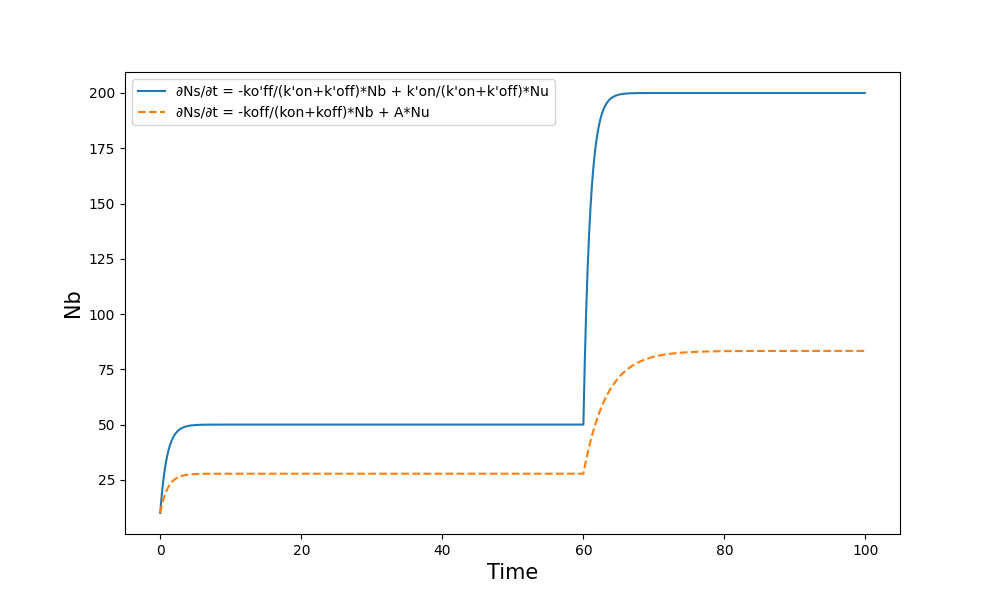 ∂Ns/∂t = -ko'ff/(k'on+k'off)*Nb + k'on/(k'on+k'off)*Nu
∂Ns/∂t = -koff/(kon+koff)*Nb + A*Nu
200
175
150
125
100
75
50
25
Nb
0 20 40 60 80 100
Time